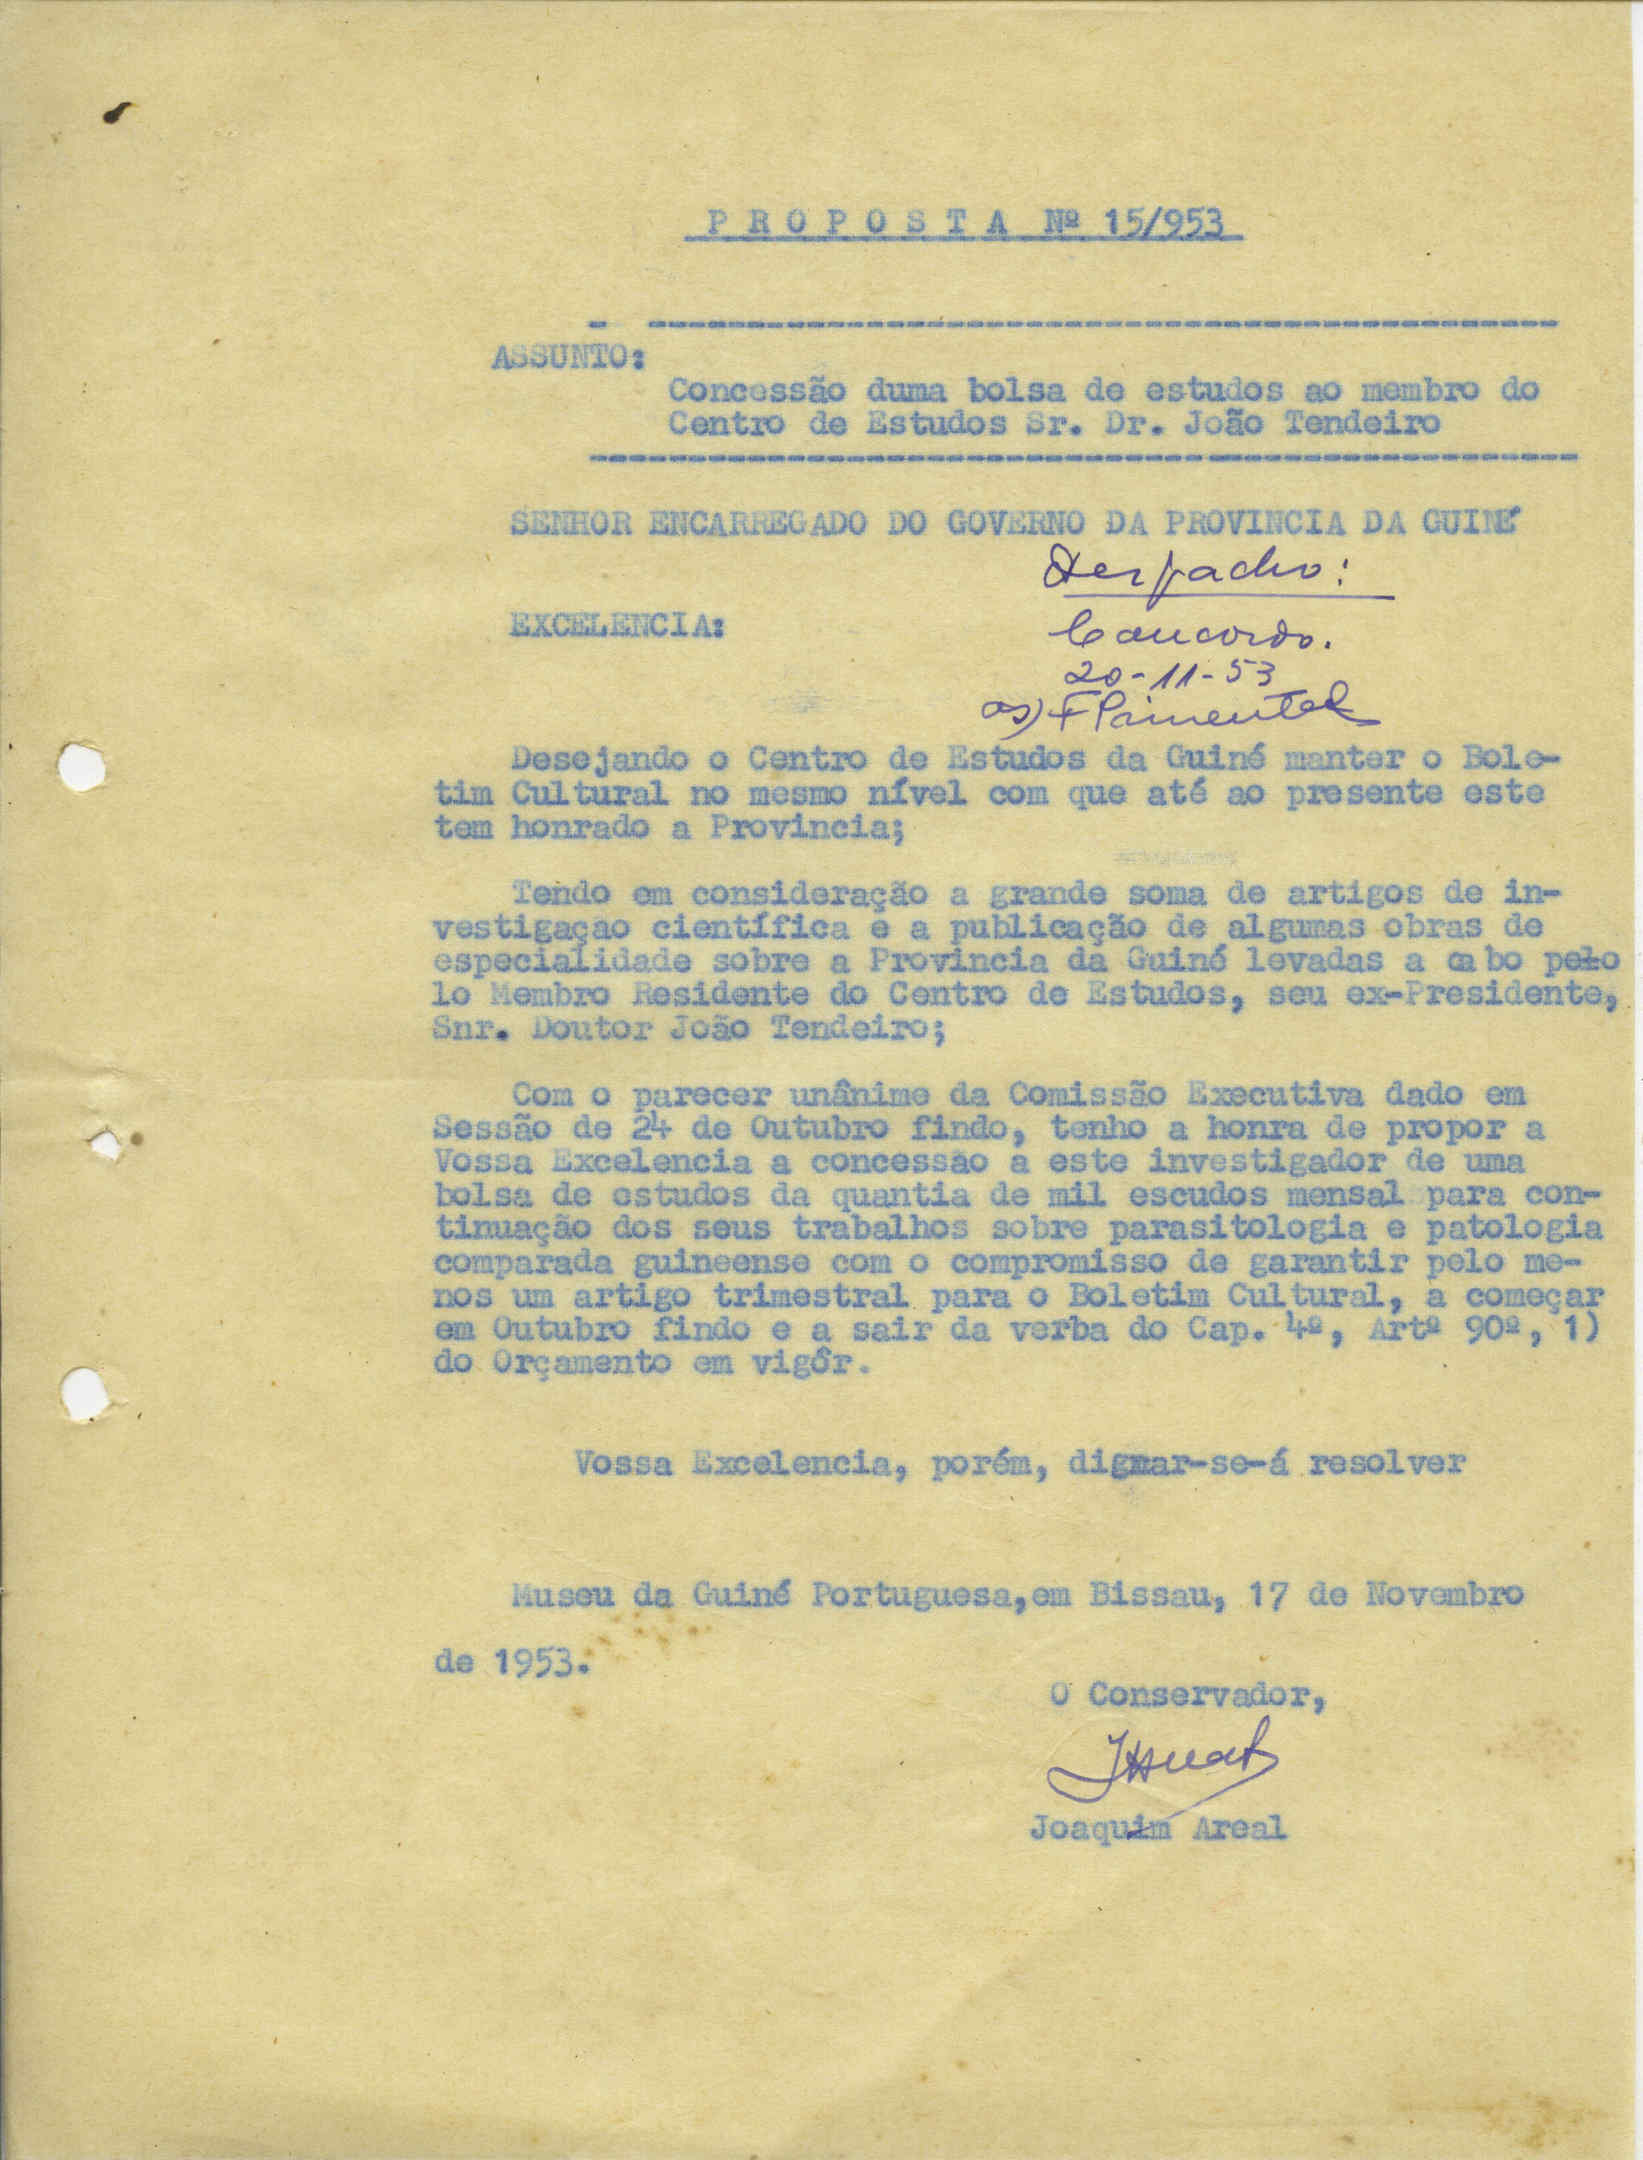 P R O P O S T A Nº 15/953
- -----------------------------------------------
ASSUNTO:
Concessão duma bolsa de estudos ao membro do
Centro de Estudos Sr. Dr. João Tendeiro
---------------------------------------------------
SENHOR ENCARREGADO DO GOVERNO DA PROVINCIA DA GUINÉ
Despacho:
EXCELENCIA:
Concordo.
20-11-53
as) F Pimentel
Desejando o Centro de Estudos da Guiné manter o Bole-
tim Cultural no mesmo nível com que até ao presente este
tem honrado a Provincia;
Tendo em consideração a grande soma de artigos de in-
vestigação científica e a publicação de algumas obras de
especialidade sobre a Provincia da Guiné levadas a cabo pelo
lo Membro Residente do Centro de Estudos, seu ex-Presidente,
Snr. Doutor João Tendeiro;
Com o parecer unânime da Comissão Executiva dado em
Sessão de 24 de Outubro findo, tenho a honra de propor a
Vossa Excelencia a concessão a este investigador de uma
bolsa de estudos da quantia de mil escudos mensal para con-
tinuação dos seus trabalhos sobre parasitologia e patologia
comparada guineense com o compromisso de garantir pelo me-
nos um artigo trimestral para o Boletim Cultural, a começar
em Outubro findo e a sair da verba do Cap. 4º, Artº 90º, 1)
do Orçamento em vigôr.
Vossa Excelencia, porém, dignar-se-á resolver
Museu da Guiné Portuguesa,em Bissau, 17 de Novembro
de 1953.
O Conservador,
Joaquim Areal